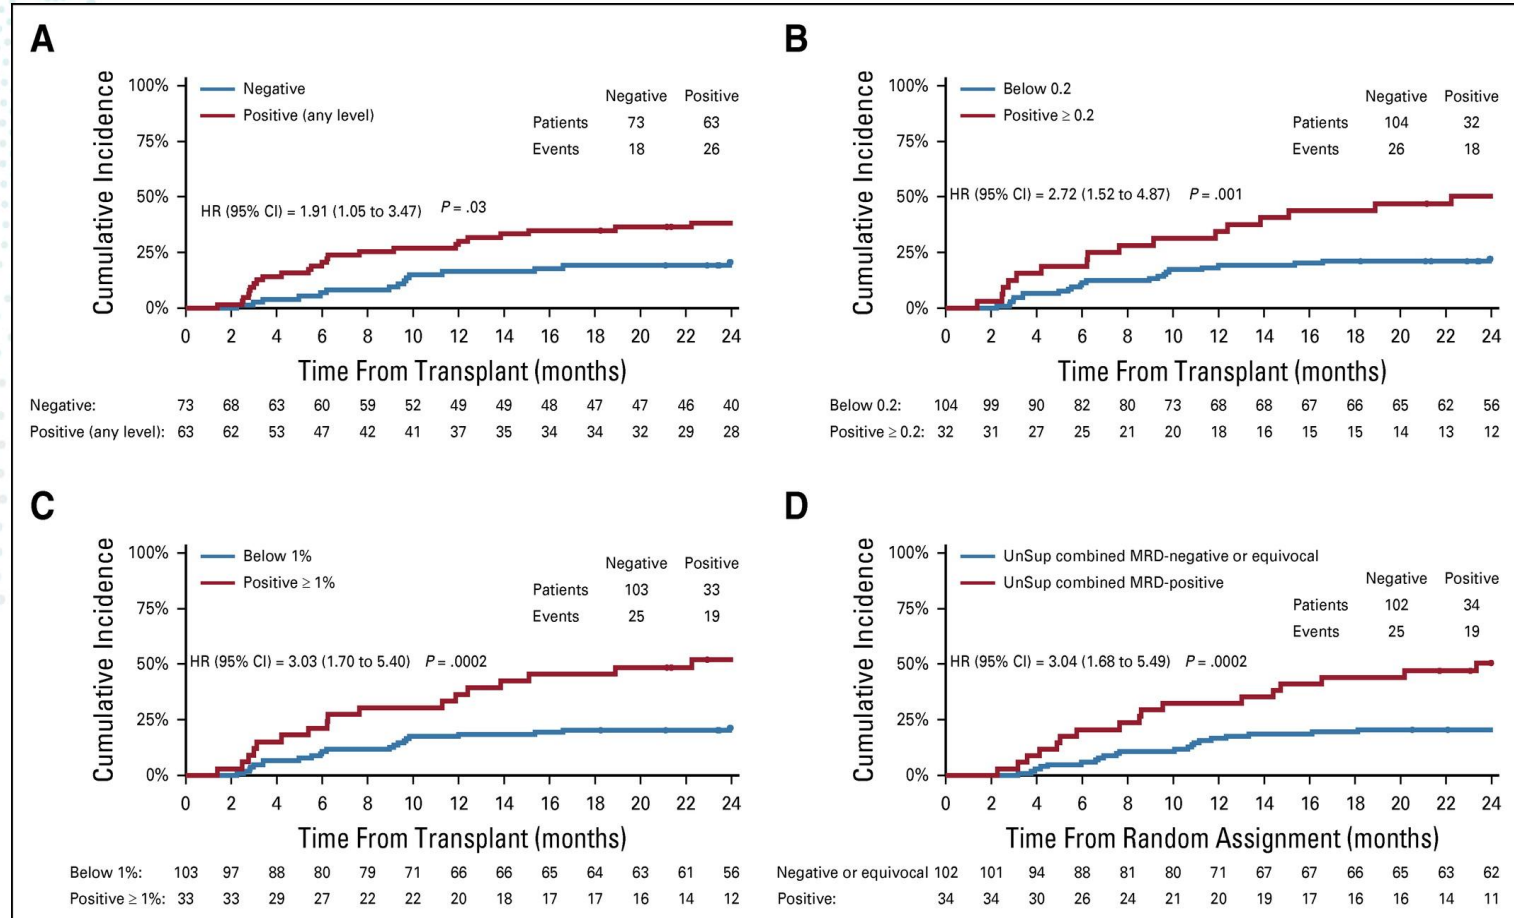 A
Cumulative Incidence
100%
75%
50%
25%
0%
Negative
Positive (any level)
Negative Positive
Patients 73 63
Events 18 26
HR (95% CI) = 1.91 (1.05 to 3.47) P = .03
0 2 4 6 8 10 12 14 16 18 20 22 24
Time From Transplant (months)
Negative: 73 68 63 60 59 52 49 49 48 47 47 46 40
Positive (any level): 63 62 53 47 42 41 37 35 34 34 32 29 28
B
Cumulative Incidence
100%
75%
50%
25%
0%
Below 0.2
Positive ≥ 0.2
Negative Positive
Patients 104 32
Events 26 18
HR (95% CI) = 2.72 (1.52 to 4.87) P = .001
0 2 4 6 8 10 12 14 16 18 20 22 24
Time From Transplant (months)
Below 0.2: 104 99 90 82 80 73 68 68 67 66 65 62 56
Positive ≥ 0.2: 32 31 27 25 21 20 18 16 15 15 14 13 12
C
Cumulative Incidence
100%
75%
50%
25%
0%
Below 1%
Positive ≥ 1%
Negative Positive
Patients 103 33
Events 25 19
HR (95% CI) = 3.03 (1.70 to 5.40) P = .0002
0 2 4 6 8 10 12 14 16 18 20 22 24
Time From Transplant (months)
Below 1%: 103 97 88 80 79 71 66 66 65 64 63 61 56
Positive ≥ 1%: 33 33 29 27 22 22 20 18 17 17 16 14 12
D
Cumulative Incidence
100%
75%
50%
25%
0%
UnSup combined MRD-negative or equivocal
UnSup combined MRD-positive
Negative Positive
Patients 102 34
Events 25 19
HR (95% CI) = 3.04 (1.68 to 5.49) P = .0002
0 2 4 6 8 10 12 14 16 18 20 22 24
Time From Random Assignment (months)
Negative or equivocal 102 101 94 88 81 80 71 67 67 66 65 63 62
Positive: 34 34 30 26 24 21 20 19 17 16 16 14 11